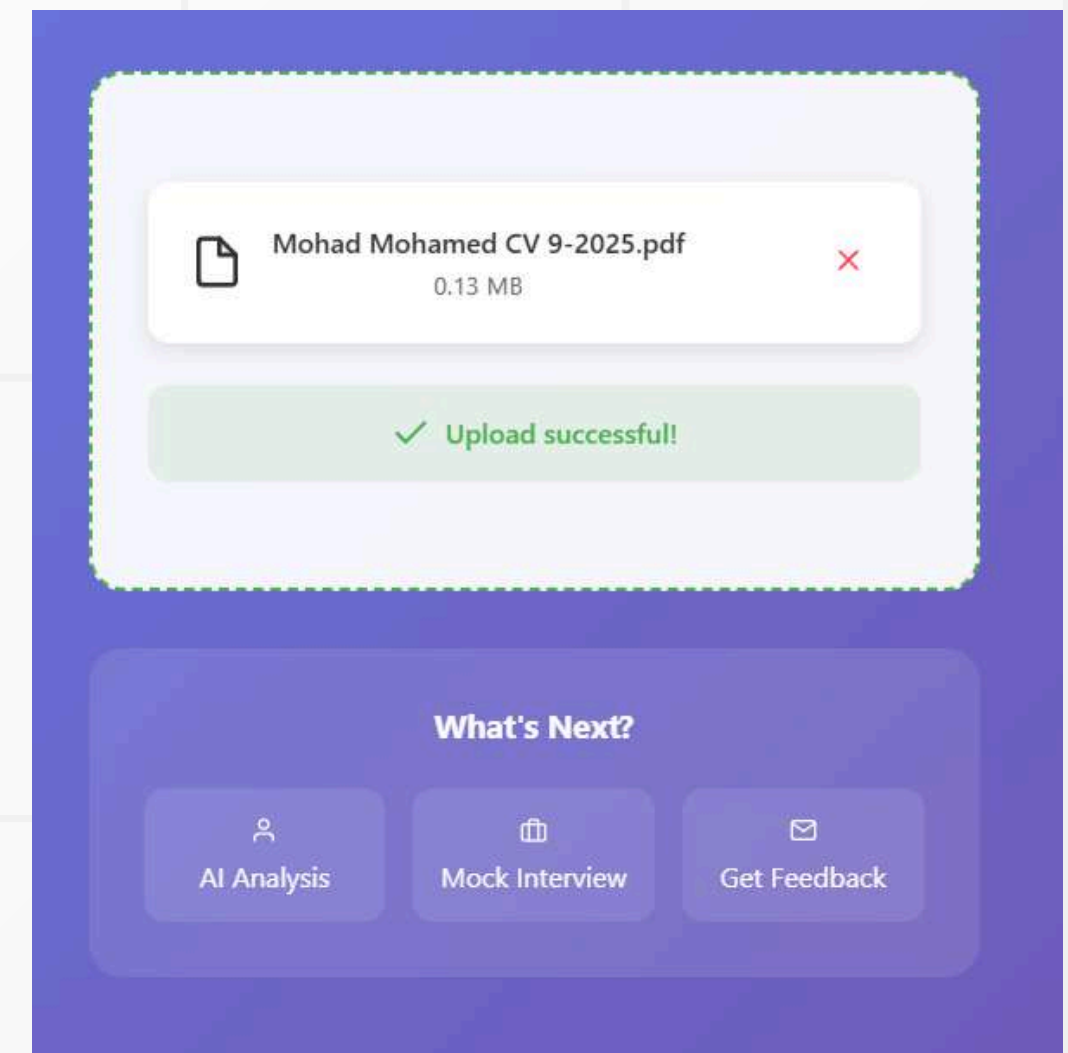 Mohad Mohamed CV 9-2025.pdf
0.13 MB
Upload successful!
What's Next?
AI Analysis
Mock Interview
Get Feedback